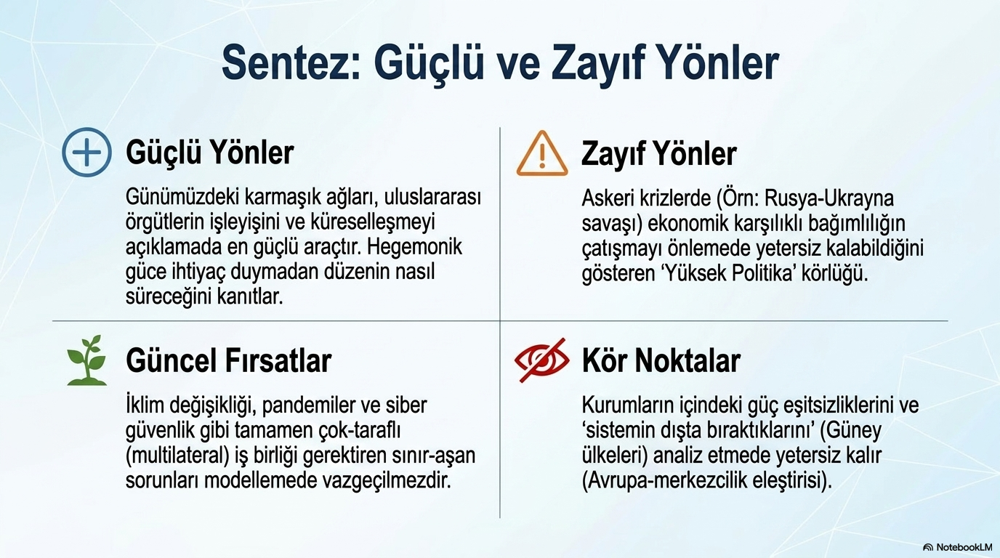 Sentez: Güçlü ve Zayıf Yönler
Güçlü Yönler
Günümüzdeki karmaşık ağları, uluslararası
örgütlerin işleyişini ve küreselleşmeyi
açıklamada en güçlü araçtır. Hegemonik
güce ihtiyaç duymadan düzenin nasıl
süreceğini kanıtlar.
Zayıf Yönler
Askeri krizlerde (Örn: Rusya-Ukrayna
savaşı) ekonomik karşılıklı bağımlılığın
çatışmayı önlemede yetersiz kalabildiğini
gösteren ‘Yüksek Politika’ körlüğü.
Güncel Fırsatlar
İklim değişikliği, pandemiler ve siber
güvenlik gibi tamamen çok-taraflı
(multilateral) iş birliği gerektiren sınır-aşan
sorunları modellemede vazgeçilmezdir.
Kör Noktalar
Kurumların içindeki güç eşitsizliklerini ve
‘sistemin dışta bıraktıklarını’ (Güney
ülkeleri) analiz etmede yetersiz kalır
(Avrupa-merkezcilik eleştirisi).
NotebookLM